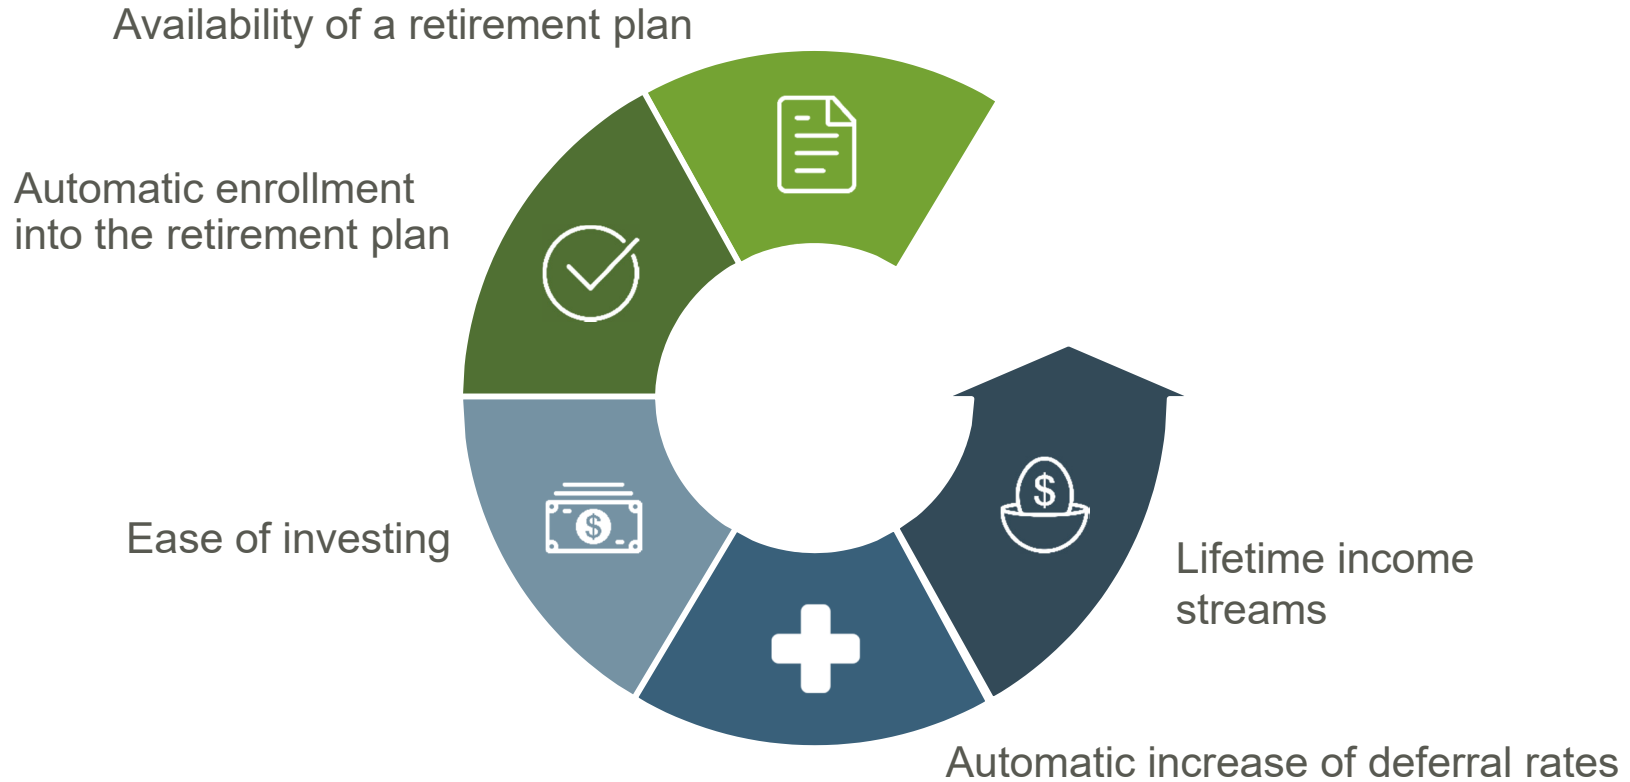 Availability of a retirement plan
Automatic enrollment
into the retirement plan
Ease of investing
$
$
Lifetime income
streams
Automatic increase of deferral rates